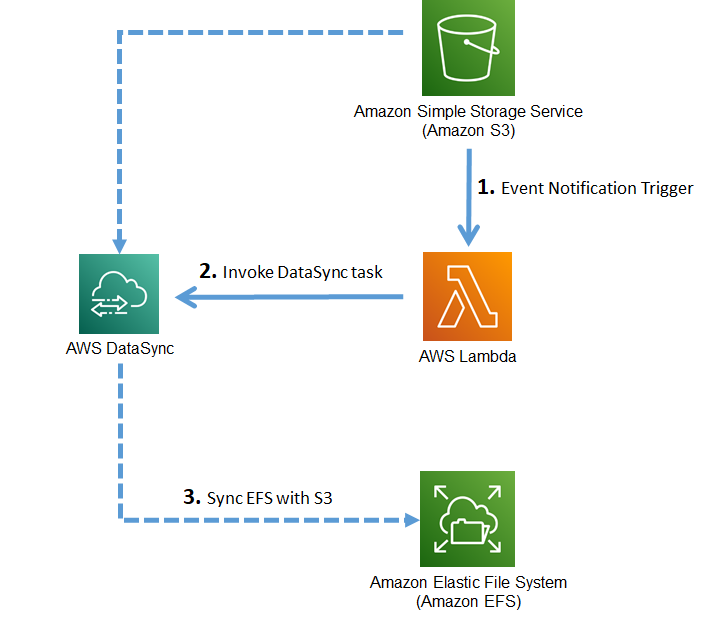 Amazon Simple Storage Service
(Amazon S3)
1. Event Notification Trigger
2. Invoke DataSync task
AWS DataSync
AWS Lambda
3. Sync EFS with S3
Amazon Elastic File System
(Amazon EFS)